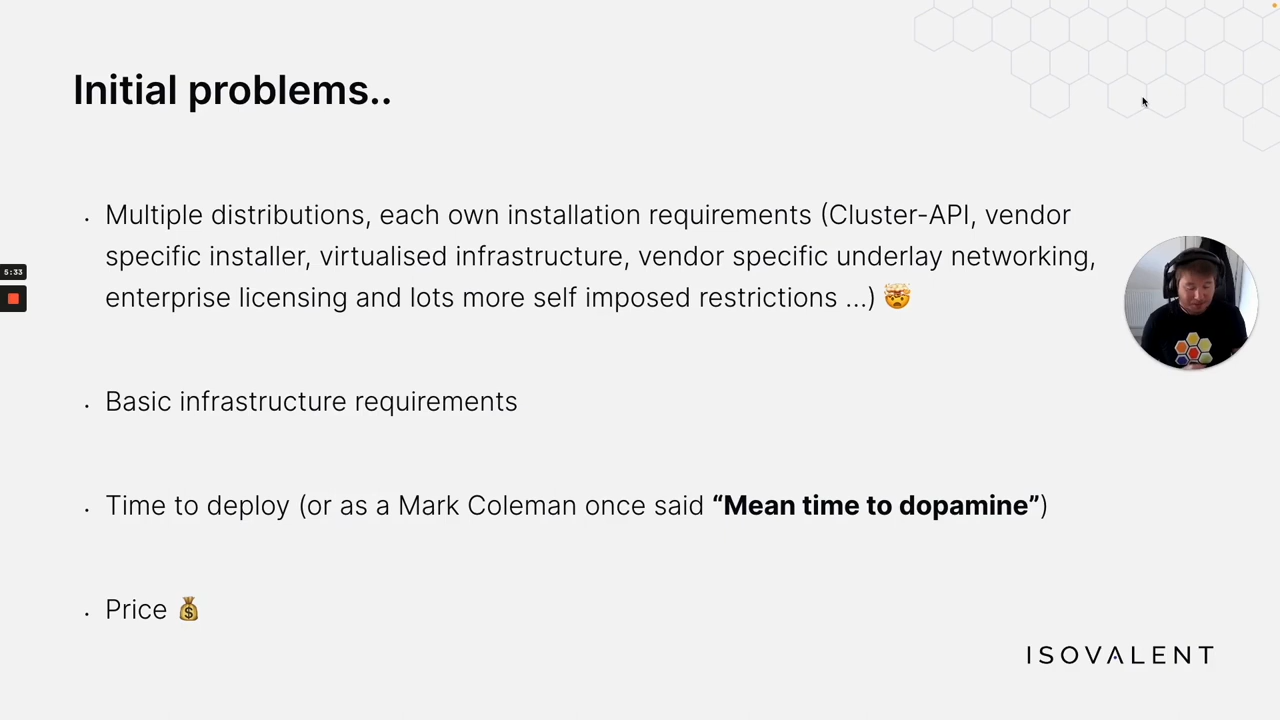 Initial problems..
Multiple distributions, each own installation requirements (Cluster-API, vendor
specific installer, virtualised infrastructure, vendor specific underlay networking,
enterprise licensing and lots more self imposed restrictions ...) 🤯
5:33
Basic infrastructure requirements
Time to deploy (or as a Mark Coleman once said “Mean time to dopamine”)
Price 💰
ISOVALENT